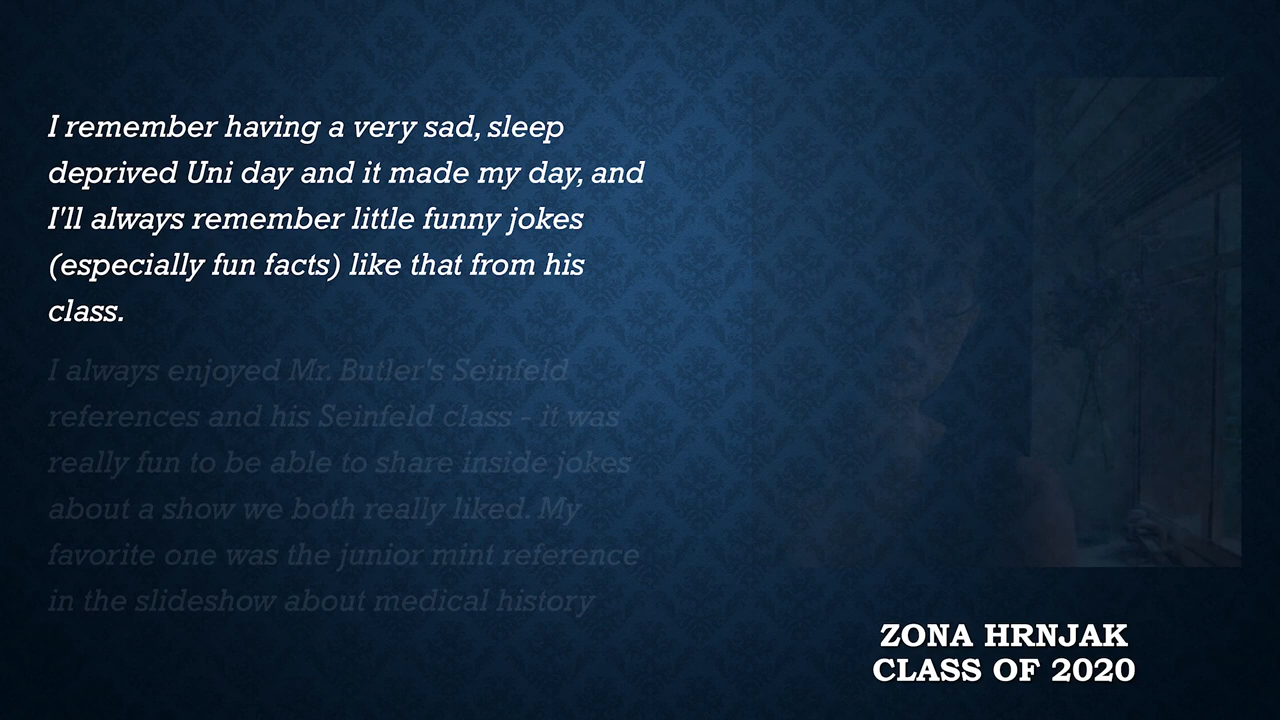 I remember having a very sad, sleep
deprived Uni day and it made my day, and
I'll always remember little funny jokes
(especially fun facts) like that from his
class.
I always enjoyed Mr. Butler's Seinfeld
references and his Seinfeld class - it was
really fun to be able to share inside jokes
about a show we both really liked. My
favorite one was the junior mint reference
in the slideshow about medical history
ZONA HRNJAK
CLASS OF 2020